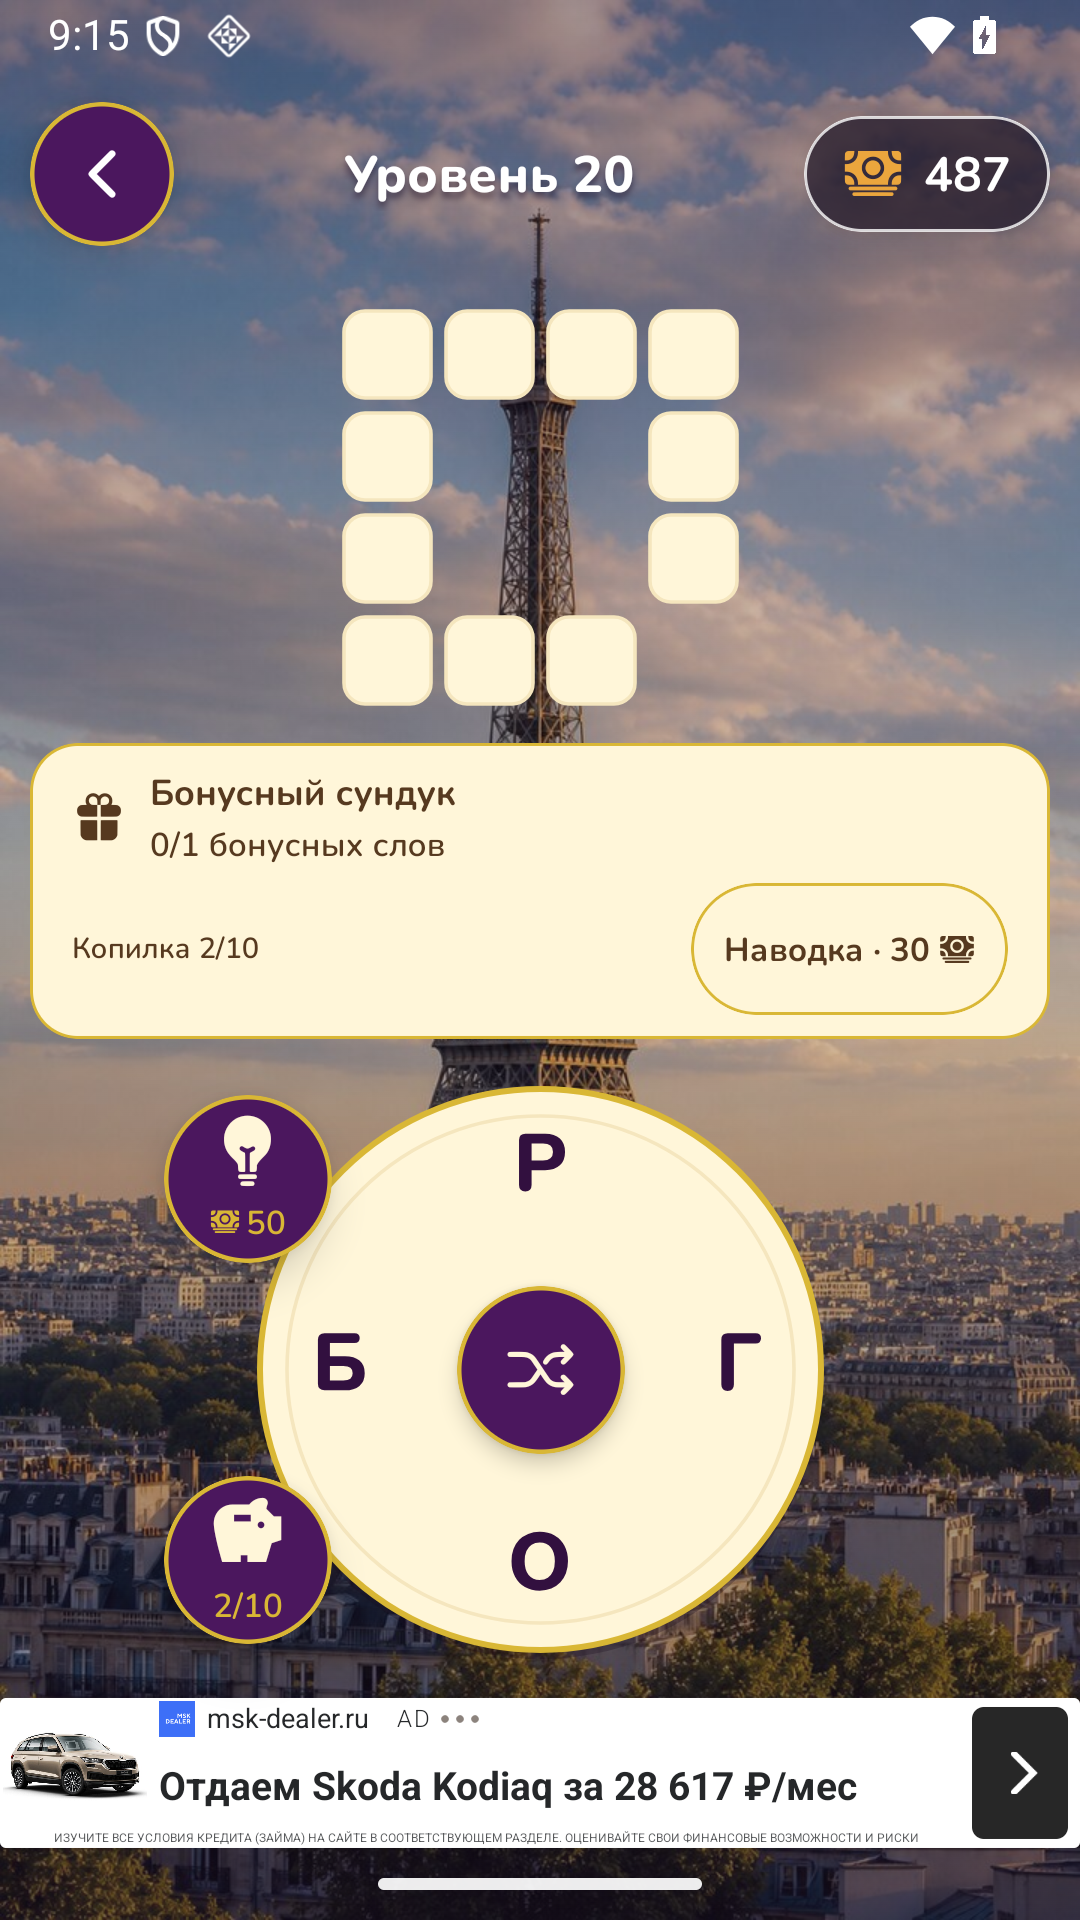 9:15
Уровень 20
487
Бонусный сундук
0/1 бонусных слов
Копилка 2/10
Наводка · 30
50
Р
Б
Г
О
2/10
msk-dealer.ru AD
MSK DEALER
Отдаем Skoda Kodiaq за 28 617 ₽/мес
ИЗУЧИТЕ ВСЕ УСЛОВИЯ КРЕДИТА (ЗАЙМА) НА САЙТЕ В СООТВЕТСТВУЮЩЕМ РАЗДЕЛЕ. ОЦЕНИВАЙТЕ СВОИ ФИНАНСОВЫЕ ВОЗМОЖНОСТИ И РИСКИ